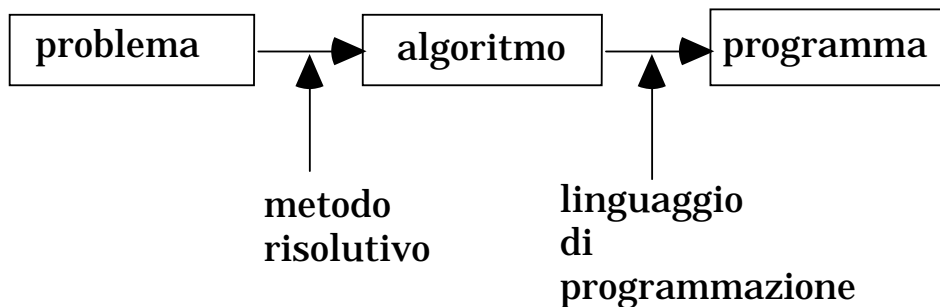 problema
algoritmo
programma
metodo
risolutivo
linguaggio
di
programmazione